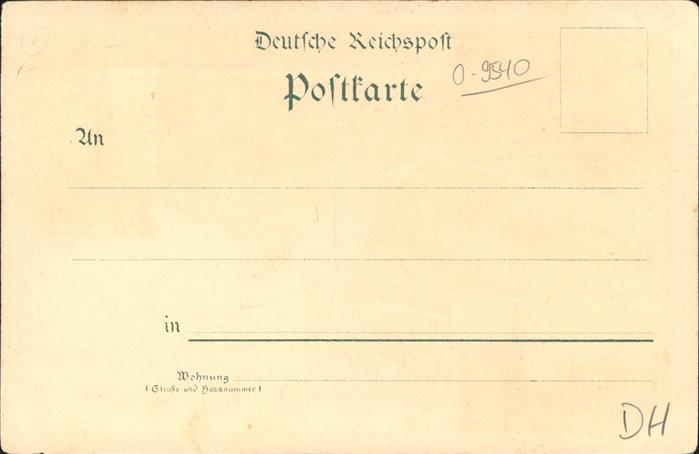 Deutsche Reichspost
Postkarte
0-9540
An
in
Wohnung
(Straße und Hausnummer)
DH